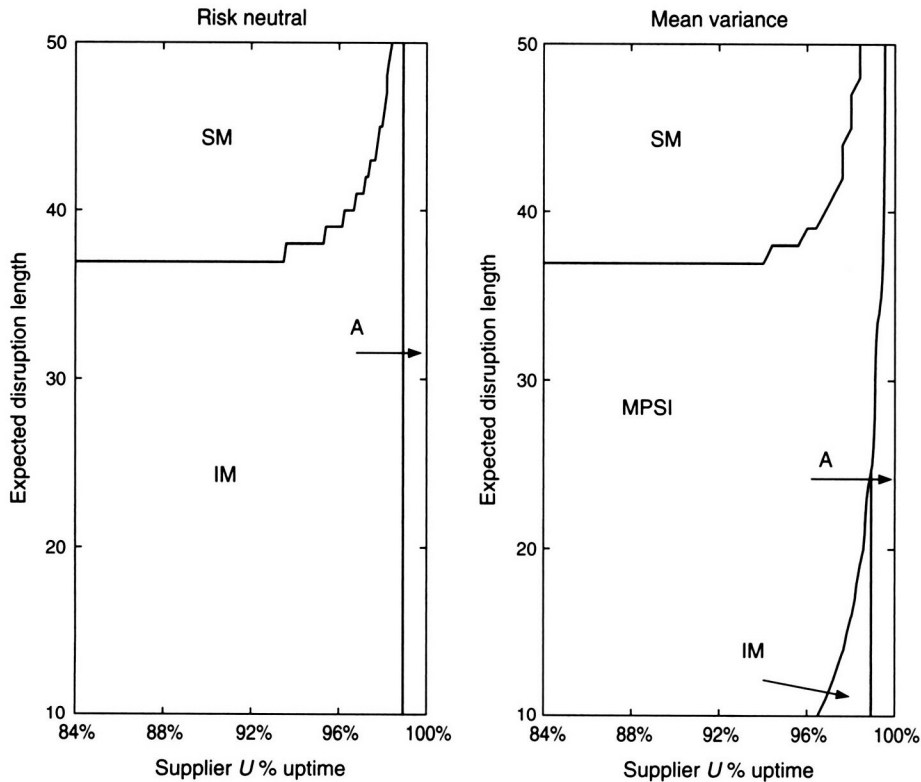 Risk neutral
Expected disruption length
50
40
30
20
10
SM
A
IM
84% 88% 92% 96% 100%
Supplier U % uptime
Mean variance
Expected disruption length
50
40
30
20
10
SM
MPSI
A
IM
84% 88% 92% 96% 100%
Supplier U % uptime